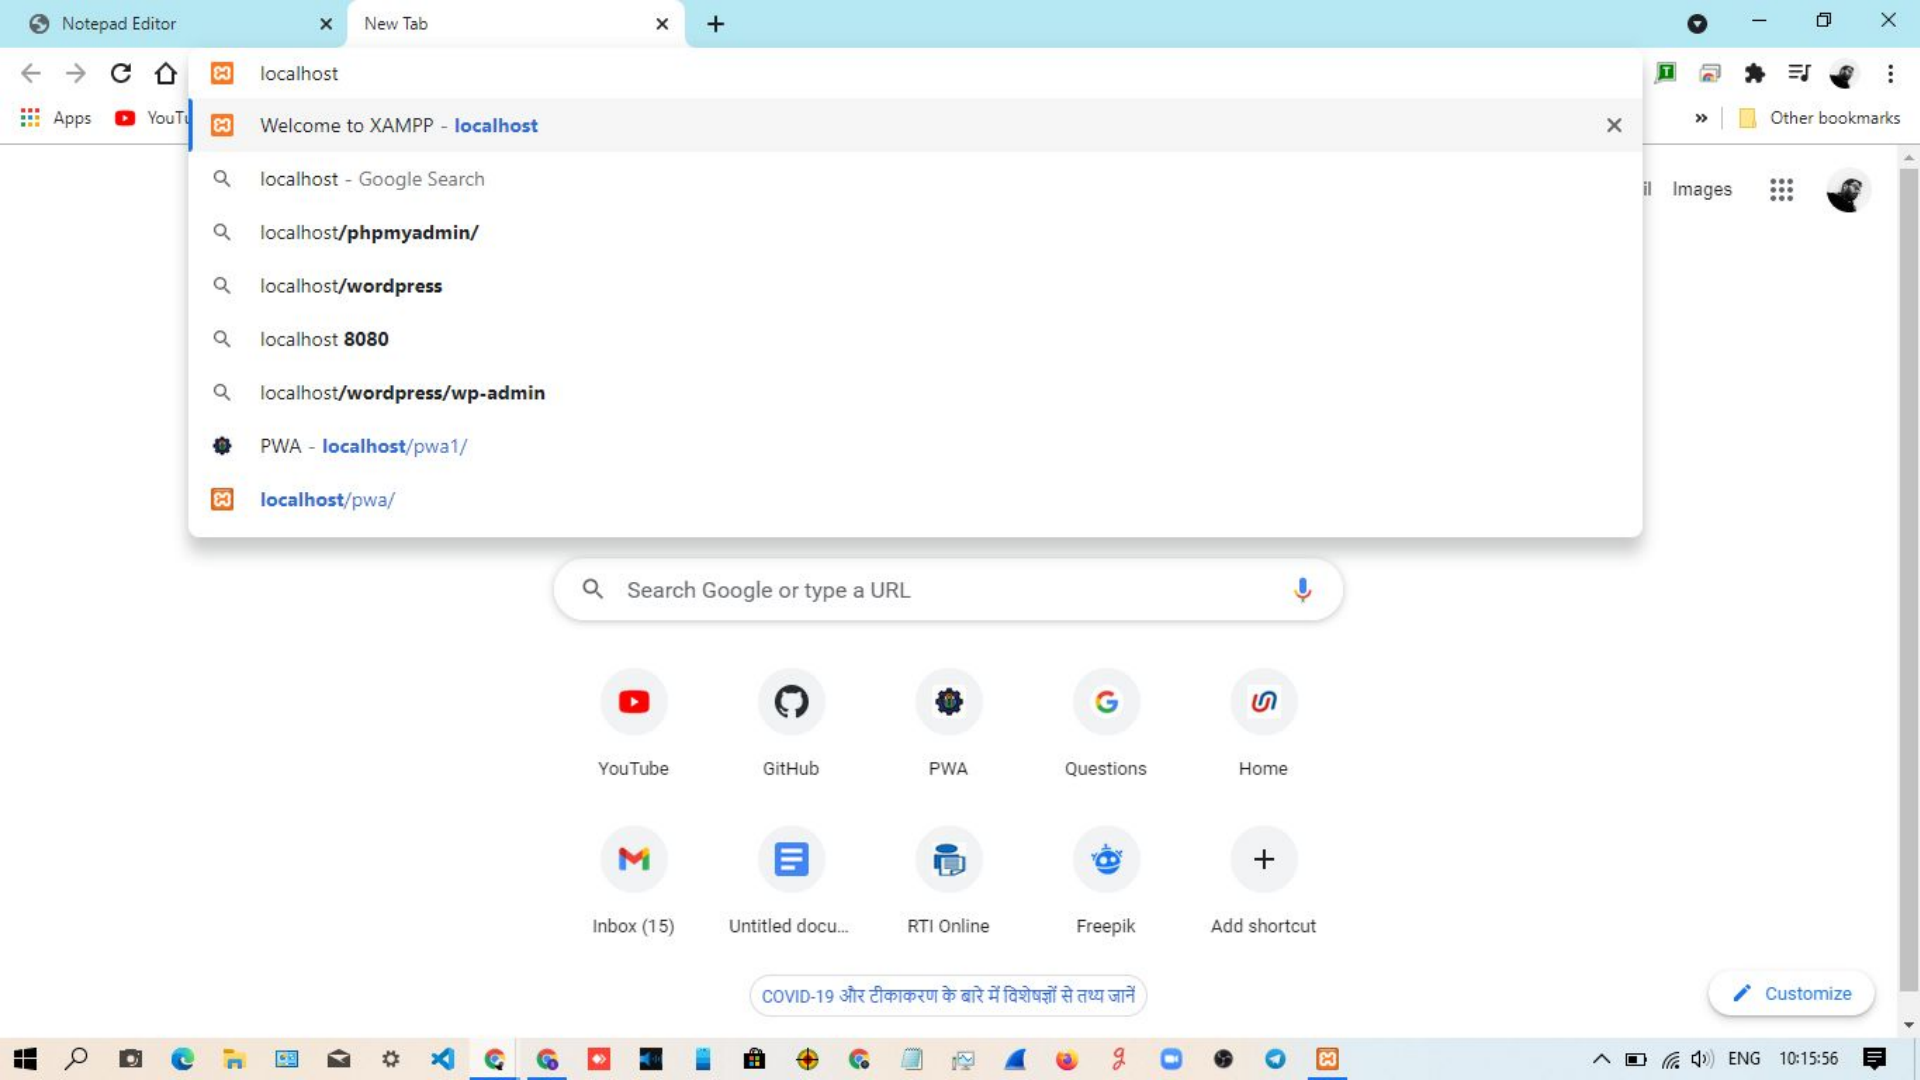 Notepad Editor
New Tab
localhost
Apps
YouTu
Other bookmarks
Welcome to XAMPP - localhost
localhost - Google Search
localhost/phpmyadmin/
localhost/wordpress
localhost 8080
localhost/wordpress/wp-admin
PWA - localhost/pwa1/
localhost/pwa/
il Images
Search Google or type a URL
YouTube GitHub PWA Questions Home
Inbox (15) Untitled docu... RTI Online Freepik Add shortcut
COVID-19 और टीकाकरण के बारे में विशेषज्ञों से तथ्य जानें
Customize
ENG 10:15:56